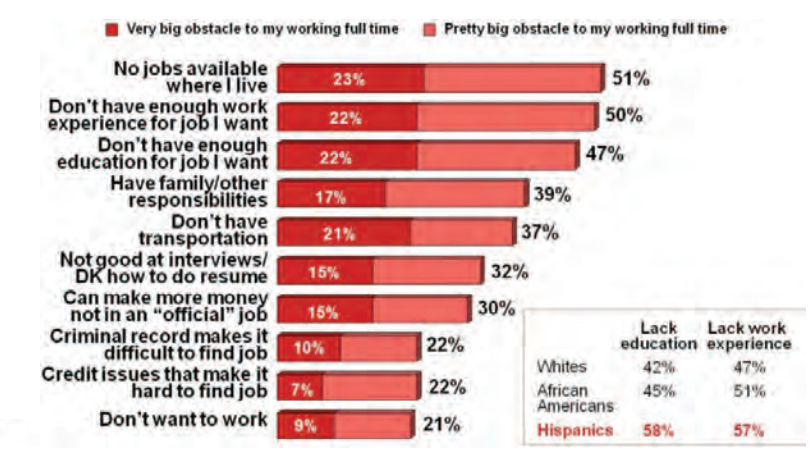 Very big obstacle to my working full time Pretty big obstacle to my working full time
No jobs available
where I live
23% 51%
Don't have enough work
experience for job I want
22% 50%
Don't have enough
education for job I want
22% 47%
Have family/other
responsibilities
17% 39%
Don't have
transportation
21% 37%
Not good at interviews/
DK how to do resume
15% 32%
Can make more money
not in an "official" job
15% 30%
Criminal record makes it
difficult to find job
10% 22%
Credit issues that make it
hard to find job
7% 22%
Don't want to work
9% 21%
Lack Lack work
education experience
Whites 42% 47%
African
Americans
45% 51%
Hispanics 58% 57%